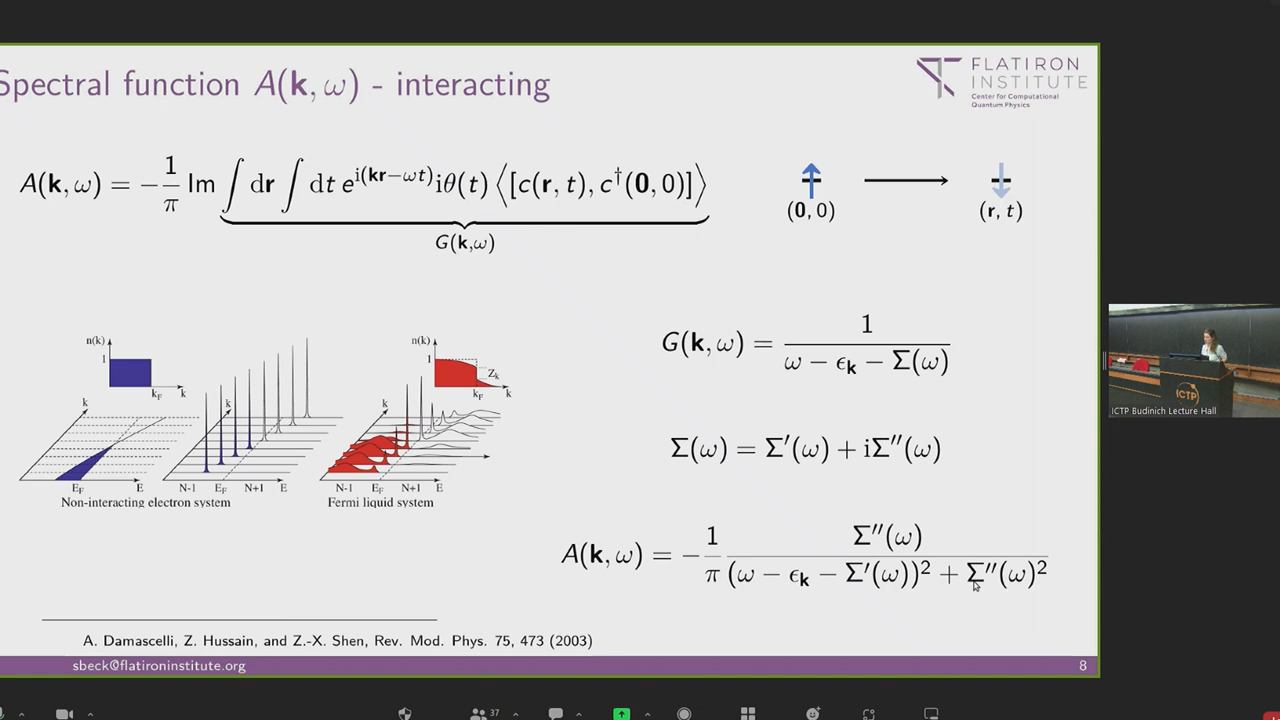 Spectral function A(k, ω) - interacting
FLATIRON
INSTITUTE
Center for Computational
Quantum Physics
A(k, ω) = −1/π Im ∫ dr ∫ dt e^{i(kr−ωt)} iθ(t) ⟨[c(r, t), c†(0, 0)]⟩
G(k,ω)
(0, 0)
(r, t)
G(k, ω) = 1 / (ω − ϵ_k − Σ(ω))
Σ(ω) = Σ′(ω) + iΣ″(ω)
A(k, ω) = −1/π Σ″(ω) / ((ω − ϵ_k − Σ′(ω))² + Σ″(ω)²)
n(k)
1
k_F
k
k
E_F
E
Non-interacting electron system
k
N-1
E_F
N+1
E
n(k)
1
Z_k
k_F
k
k
N-1
E_F
N+1
E
Fermi liquid system
A. Damascelli, Z. Hussain, and Z.-X. Shen, Rev. Mod. Phys. 75, 473 (2003)
sbeck@flatironinstitute.org
8
ICTP
ICTP Budinich Lecture Hall
37